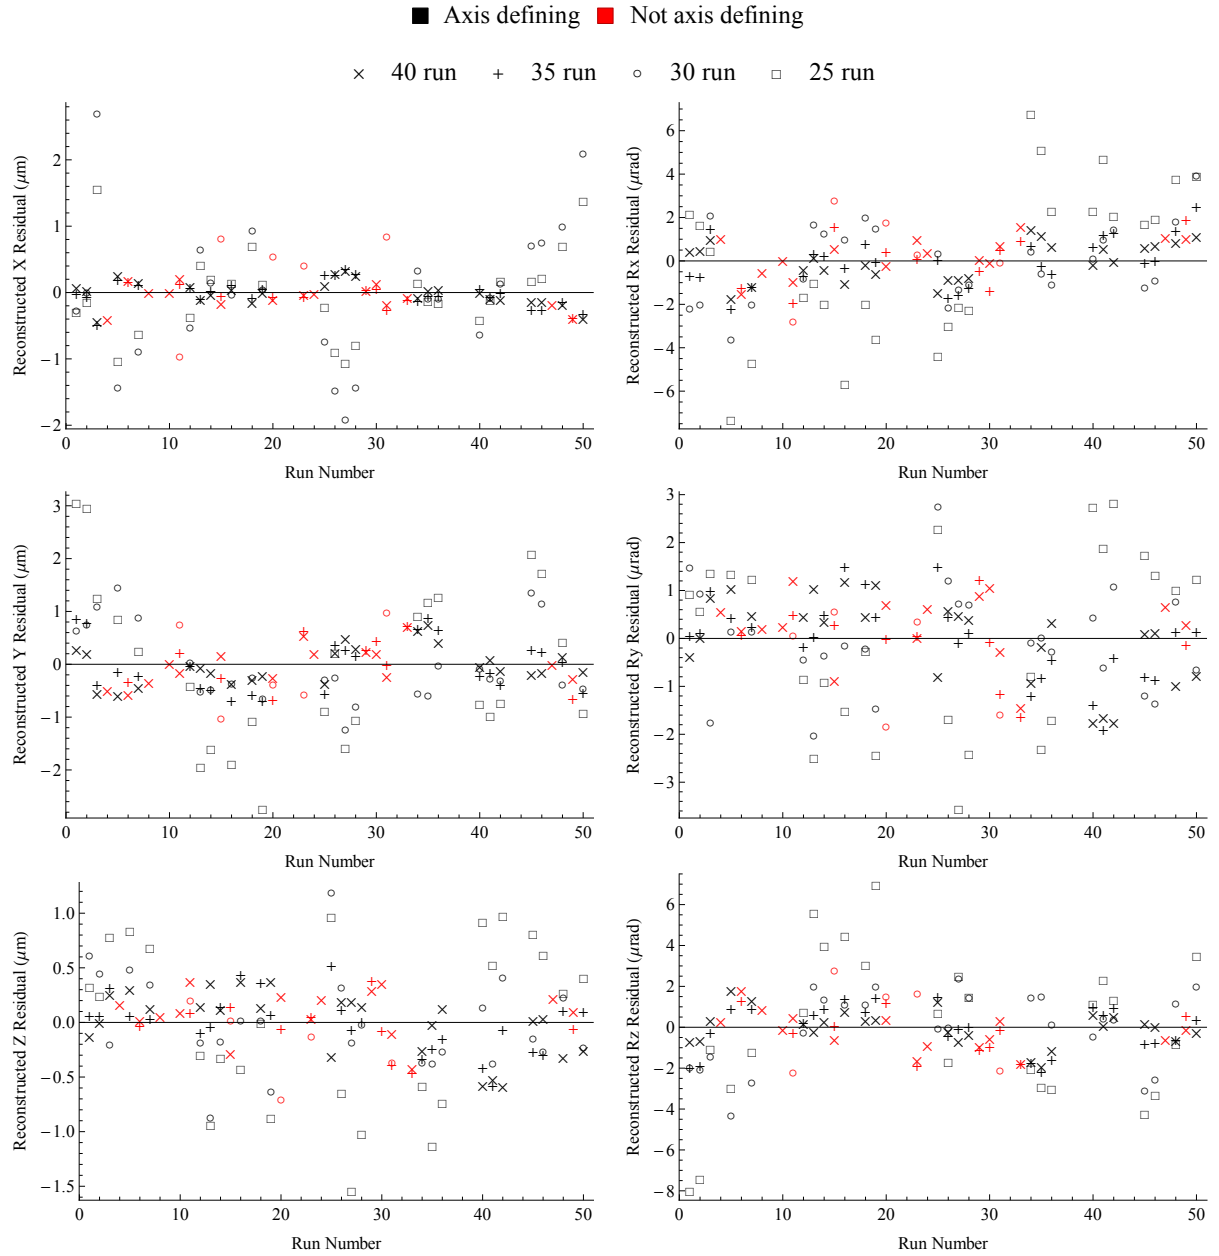 Axis defining Not axis defining
40 run 35 run 30 run 25 run
Reconstructed X Residual (μm)
2
1
0
−1
−2
0 10 20 30 40 50
Run Number
Reconstructed Rx Residual (μrad)
6
4
2
0
−2
−4
−6
0 10 20 30 40 50
Run Number
Reconstructed Y Residual (μm)
3
2
1
0
−1
−2
0 10 20 30 40 50
Run Number
Reconstructed Ry Residual (μrad)
3
2
1
0
−1
−2
−3
0 10 20 30 40 50
Run Number
Reconstructed Z Residual (μm)
1.0
0.5
0.0
−0.5
−1.0
−1.5
0 10 20 30 40 50
Run Number
Reconstructed Rz Residual (μrad)
6
4
2
0
−2
−4
−6
−8
0 10 20 30 40 50
Run Number